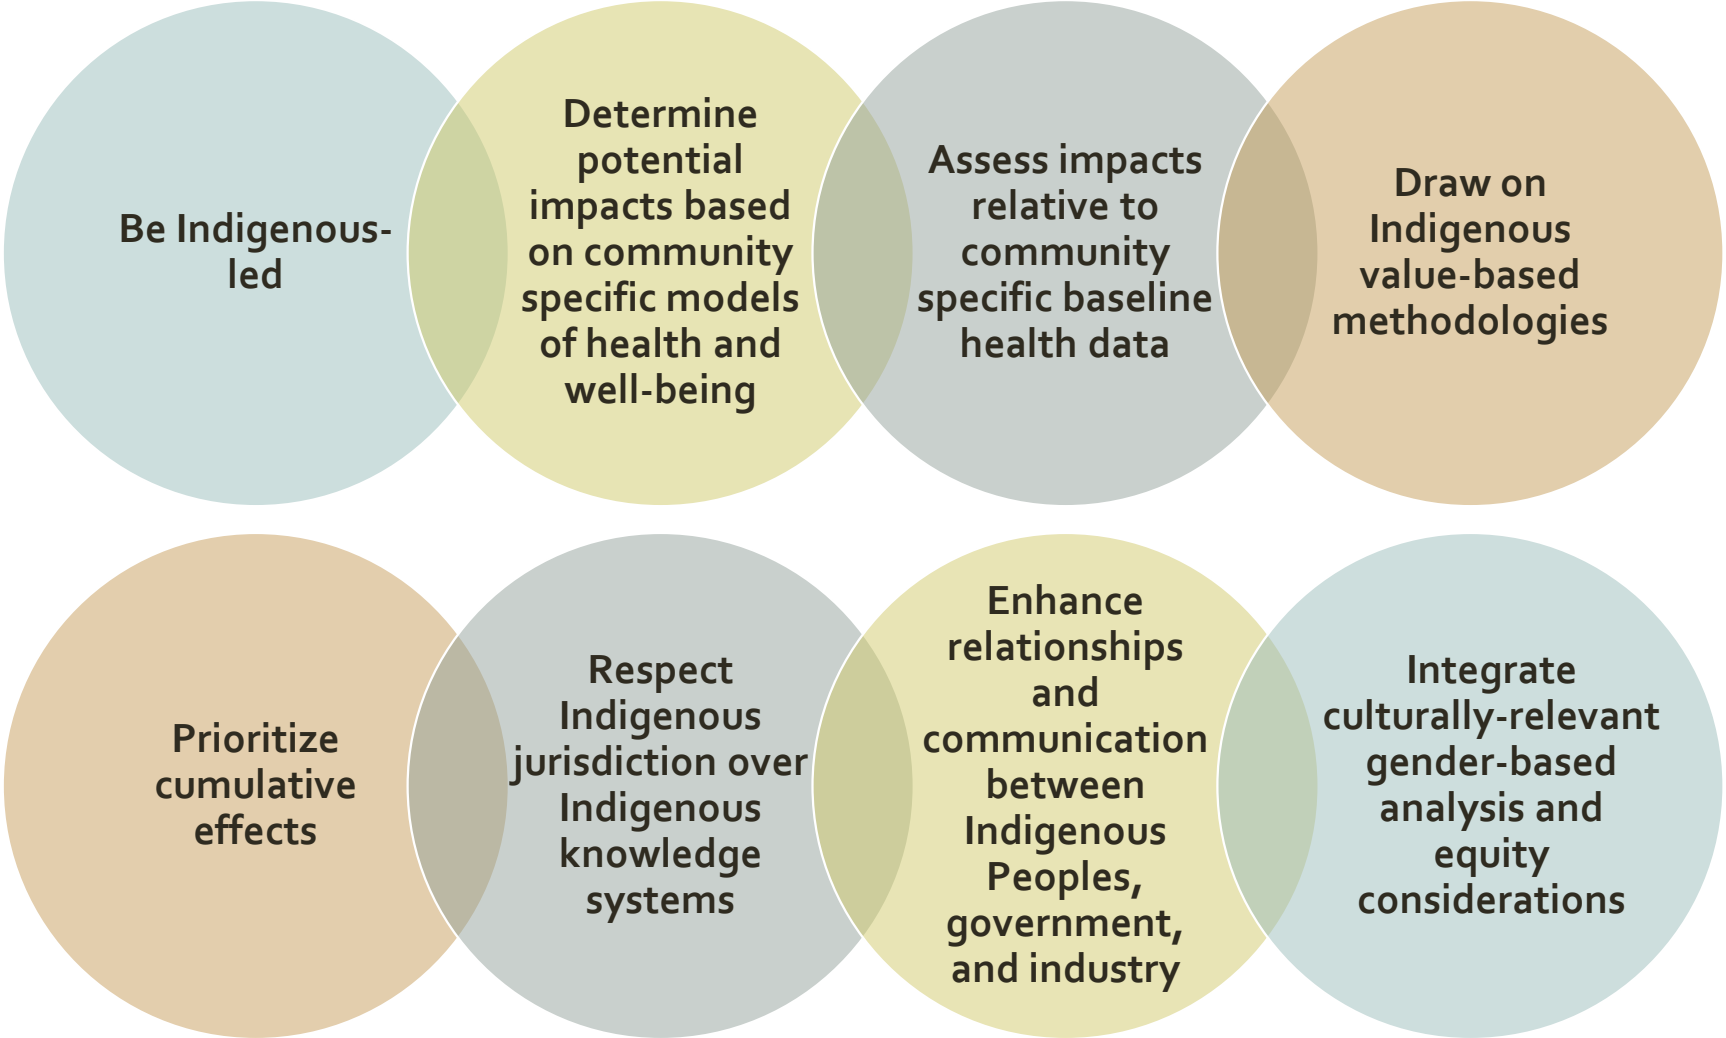 Be Indigenous-
led
Determine
potential
impacts based
on community
specific models
of health and
well-being
Assess impacts
relative to
community
specific baseline
health data
Draw on
Indigenous
value-based
methodologies
Prioritize
cumulative
effects
Respect
Indigenous
jurisdiction over
Indigenous
knowledge
systems
Enhance
relationships
and
communication
between
Indigenous
Peoples,
government,
and industry
Integrate
culturally-relevant
gender-based
analysis and
equity
considerations